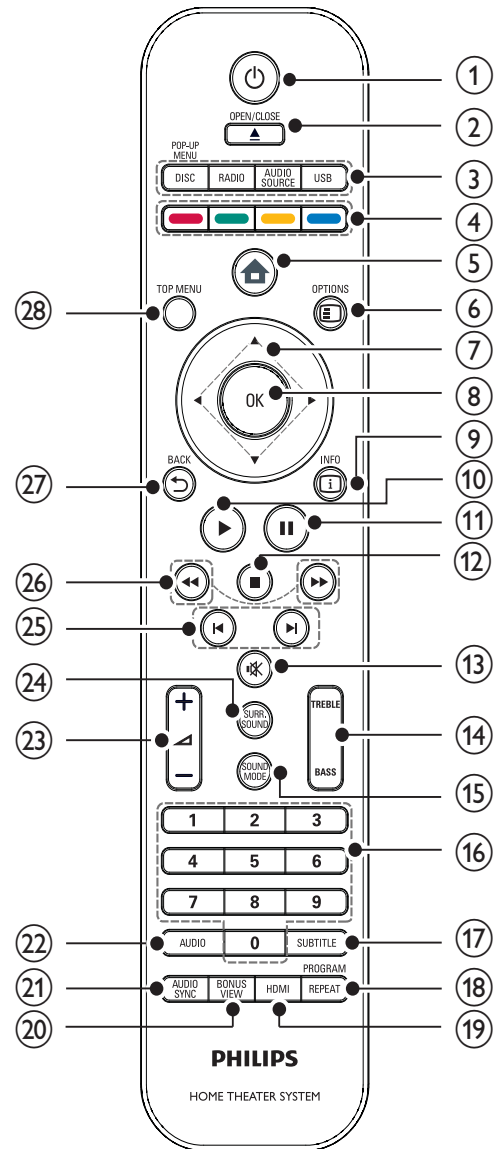 1
OPEN/CLOSE
2
POP-UP
MENU
DISC
RADIO
AUDIO
SOURCE
USB
3
4
5
TOP MENU
OPTIONS
28
6
7
OK
8
9
BACK
INFO
i
27
10
11
12
26
25
13
24
SURR.
SOUND
TREBLE
23
14
SOUND
MODE
BASS
15
1 2 3
16
4 5 6
7 8 9
22
AUDIO
0
SUBTITLE
17
PROGRAM
21
AUDIO
SYNC
BONUS
VIEW
HDMI
REPEAT
18
20
19
PHILIPS
HOME THEATER SYSTEM